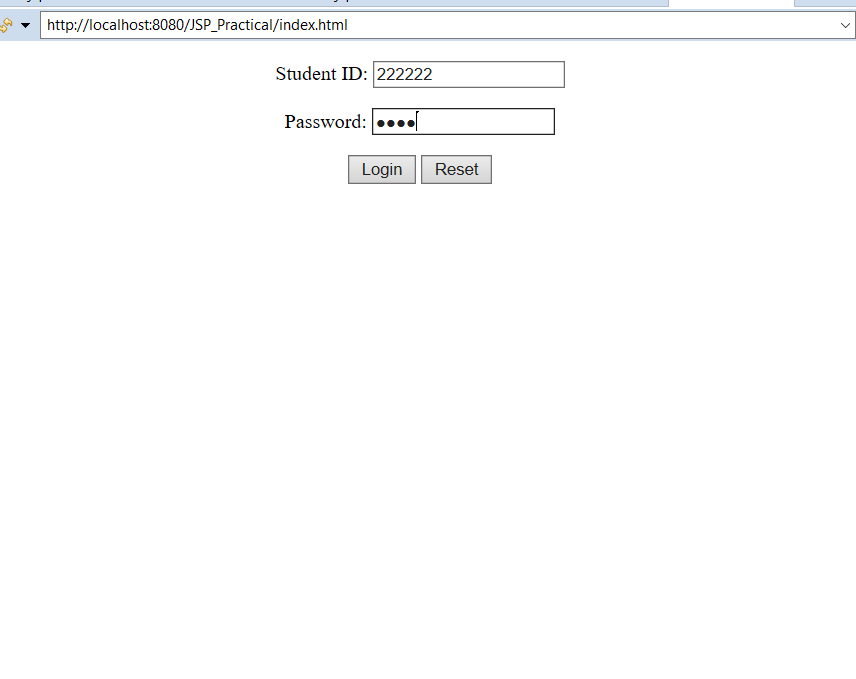 http://localhost:8080/JSP_Practical/index.html
Student ID: 222222
Password: ●●●●
Login Reset